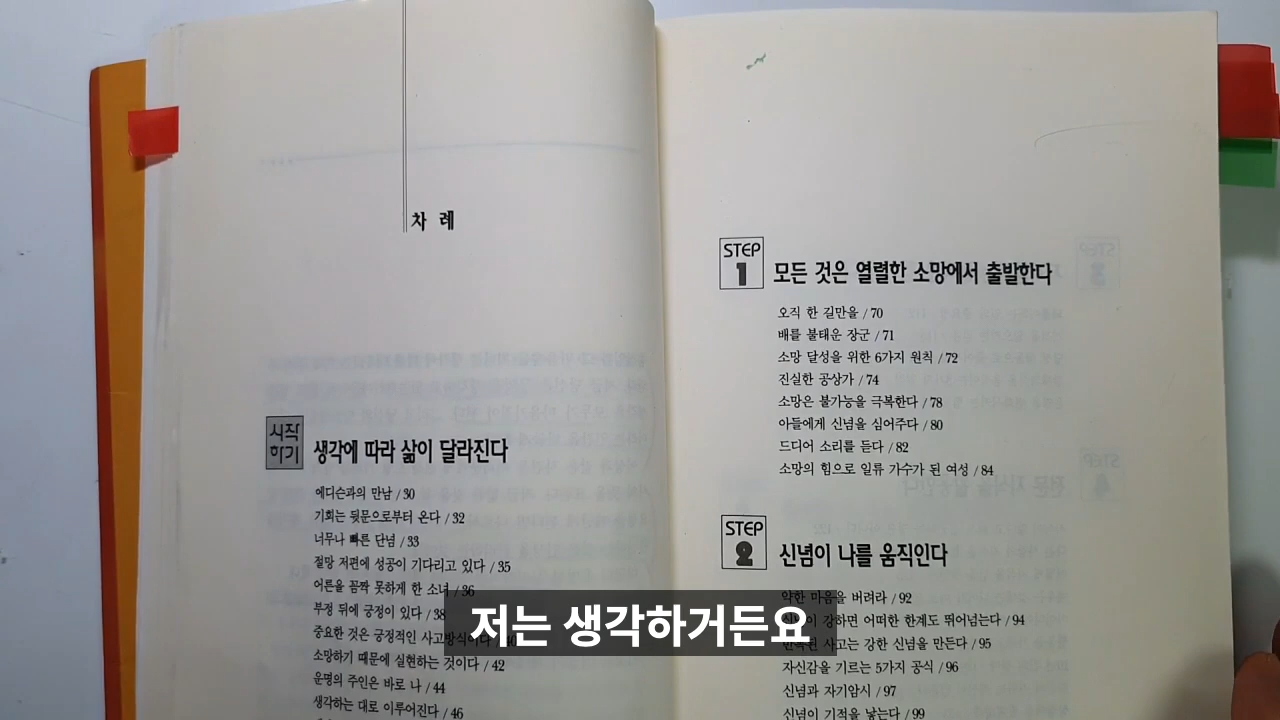 차 례
시작
하기
생각에 따라 삶이 달라진다
에디슨과의 만남 / 30
기회는 뒷문으로부터 온다 / 32
너무나 빠른 단념 / 33
절망 저편에 성공이 기다리고 있다 / 35
어른을 꼼짝 못하게 한 소녀 / 36
부정 뒤에 긍정이 있다 / 38
중요한 것은 긍정적인 사고방식이다 / 40
소망하기 때문에 실현하는 것이다 / 42
운명의 주인은 바로 나 / 44
생각하는 대로 이루어진다 / 46
STEP
1
모든 것은 열렬한 소망에서 출발한다
오직 한 길만을 / 70
배를 불태운 장군 / 71
소망 달성을 위한 6가지 원칙 / 72
진실한 공상가 / 74
소망은 불가능을 극복한다 / 78
아들에게 신념을 심어주다 / 80
드디어 소리를 듣다 / 82
소망의 힘으로 일류 가수가 된 여성 / 84
STEP
2
신념이 나를 움직인다
약한 마음을 버려라 / 92
신념이 강하면 어떠한 한계도 뛰어넘는다 / 94
반복된 사고는 강한 신념을 만든다 / 95
자신감을 기르는 5가지 공식 / 96
신념과 자기암시 / 97
신념이 기적을 낳는다 / 99
저는 생각하거든요